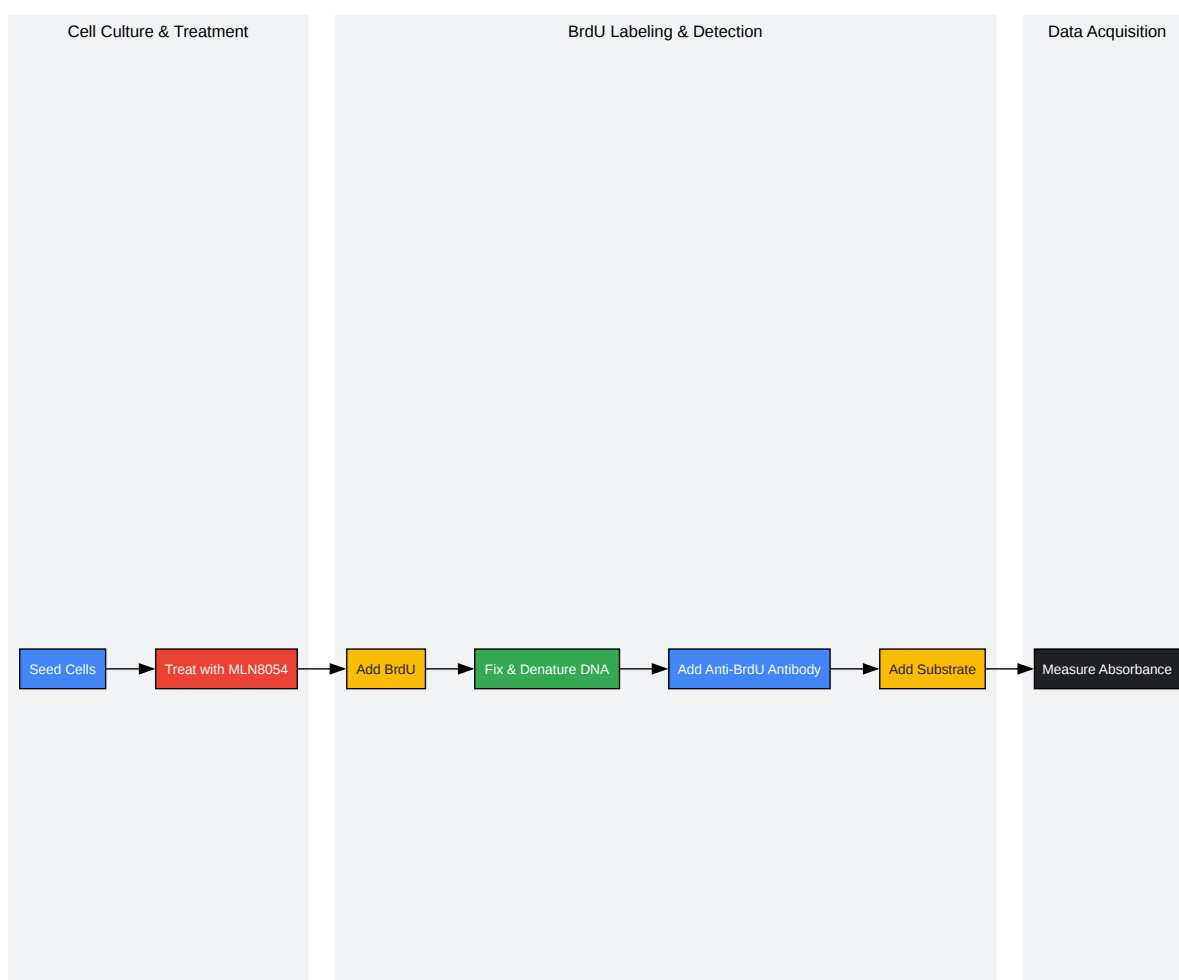 Cell Culture & Treatment
BrdU Labeling & Detection
Data Acquisition
Seed Cells
Treat with MLN8054
Add BrdU
Fix & Denature DNA
Add Anti-BrdU Antibody
Add Substrate
Measure Absorbance